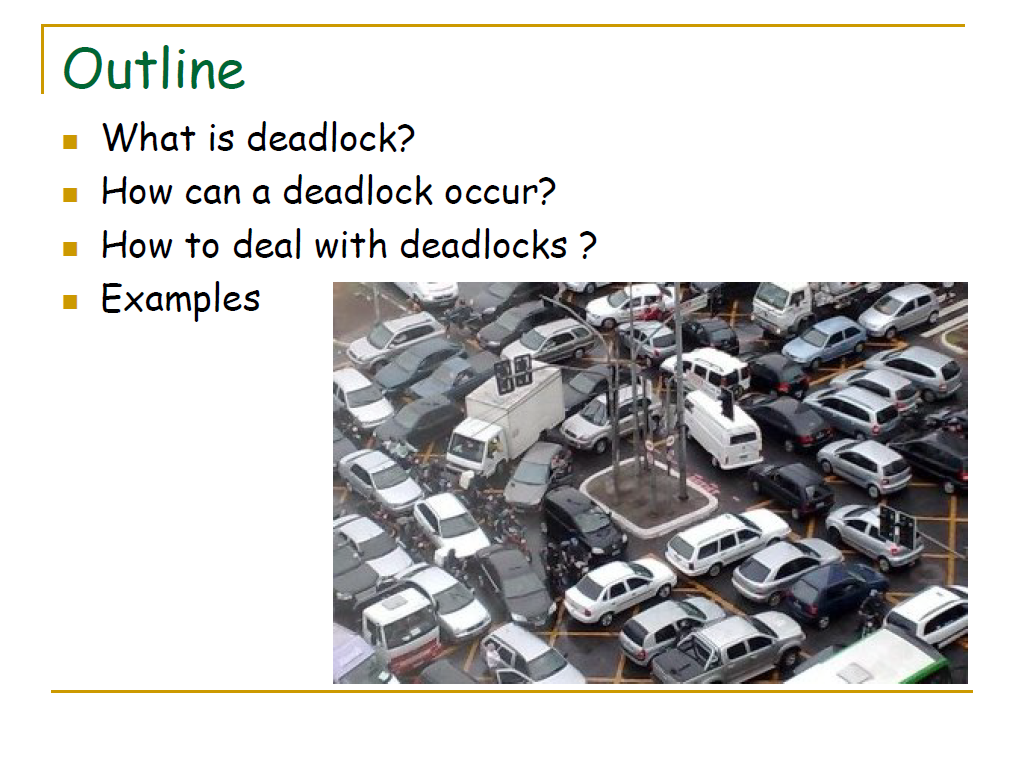 Outline
What is deadlock?
How can a deadlock occur?
How to deal with deadlocks ?
Examples